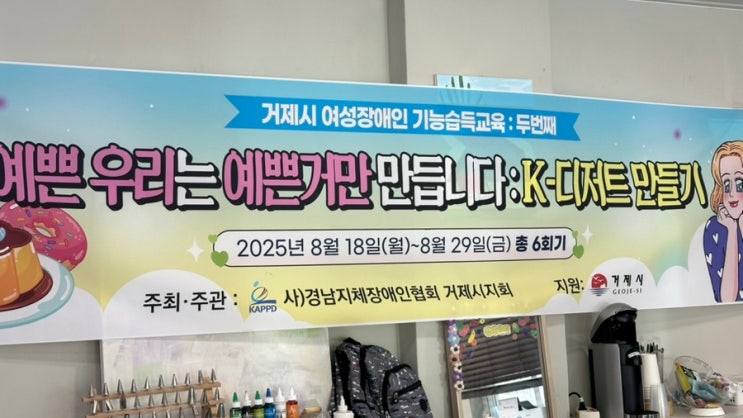 거제시 여성장애인 기능습득교육 : 두번째
예쁜 우리는 예쁜거만 만듭니다 : K-디저트 만들기
2025년 8월 18일(월)~8월 29일(금) 총 6회기
주최·주관 : KAPPD 사)경남지체장애인협회 거제시지회 지원: 거제시 GEOJE-SI